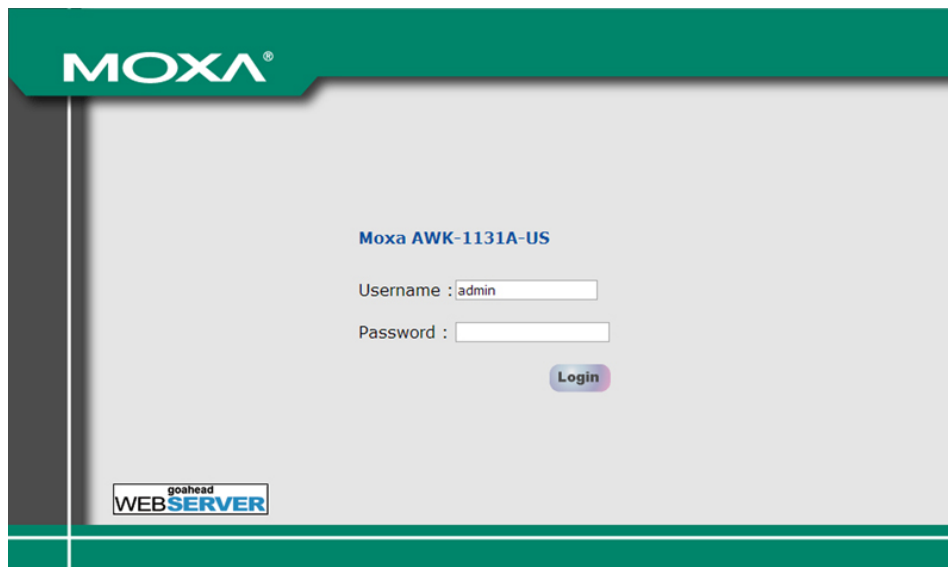 MOXA®
Moxa AWK-1131A-US
Username : admin
Password :
Login
goahead
WEBSERVER